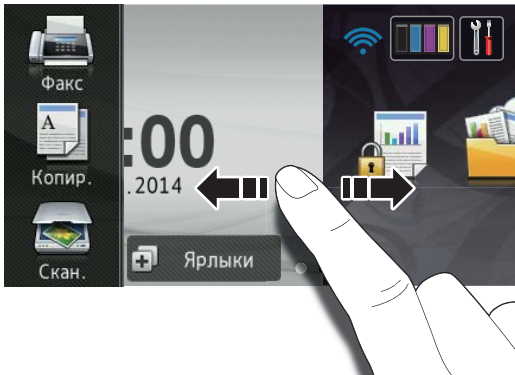 Факс
A
Копир.
:00
.2014
Скан.
Ярлыки